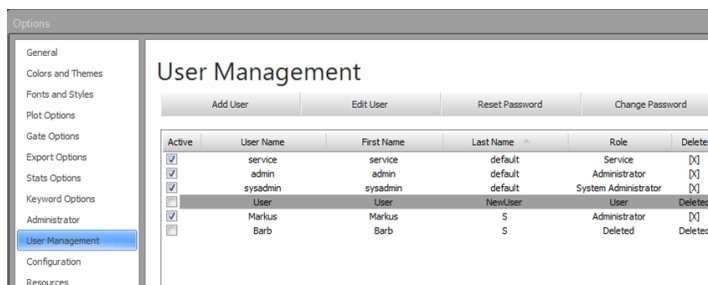 Options
General
Colors and Themes
Fonts and Styles
Plot Options
Gate Options
Export Options
Stats Options
Keyword Options
Administrator
User Management
Configuration
Resources
User Management
Add User Edit User Reset Password Change Password
Active User Name First Name Last Name Role Delete
service service default Service [X]
admin admin default Administrator [X]
sysadmin sysadmin default System Administrator [X]
User User NewUser User Deleted
Markus Markus S Administrator [X]
Barb Barb S Deleted Deleted